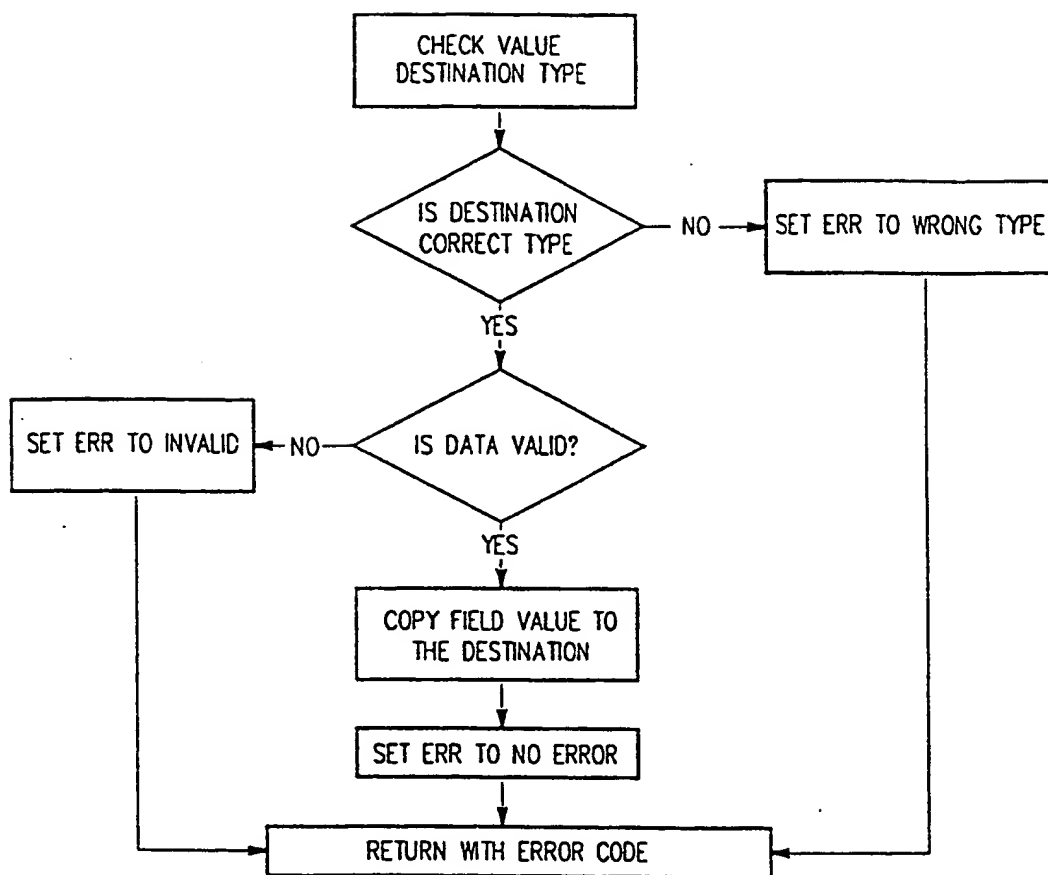 CHECK VALUE
DESTINATION TYPE
IS DESTINATION
CORRECT TYPE
NO
SET ERR TO WRONG TYPE
YES
SET ERR TO INVALID
NO
IS DATA VALID?
YES
COPY FIELD VALUE TO
THE DESTINATION
SET ERR TO NO ERROR
RETURN WITH ERROR CODE